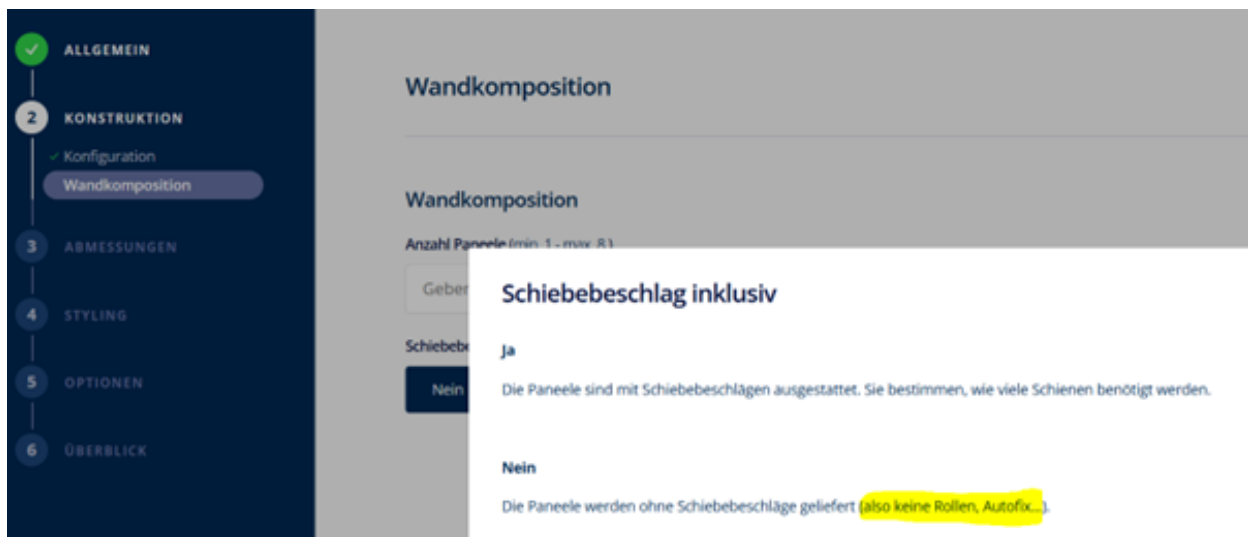 ALLGEMEIN
2 KONSTRUKTION
Konfiguration
Wandkomposition
3 ABMESSUNGEN
4 STYLING
5 OPTIONEN
6 ÜBERBLICK
Wandkomposition
Wandkomposition
Anzahl Paneele (min. 1 - max. 8 )
Geben
Schiebebe
Nein
Schiebebeschlag inklusiv
Ja
Die Paneele sind mit Schiebebeschlägen ausgestattet. Sie bestimmen, wie viele Schienen benötigt werden.
Nein
Die Paneele werden ohne Schiebebeschläge geliefert (also keine Rollen, Autofix...).